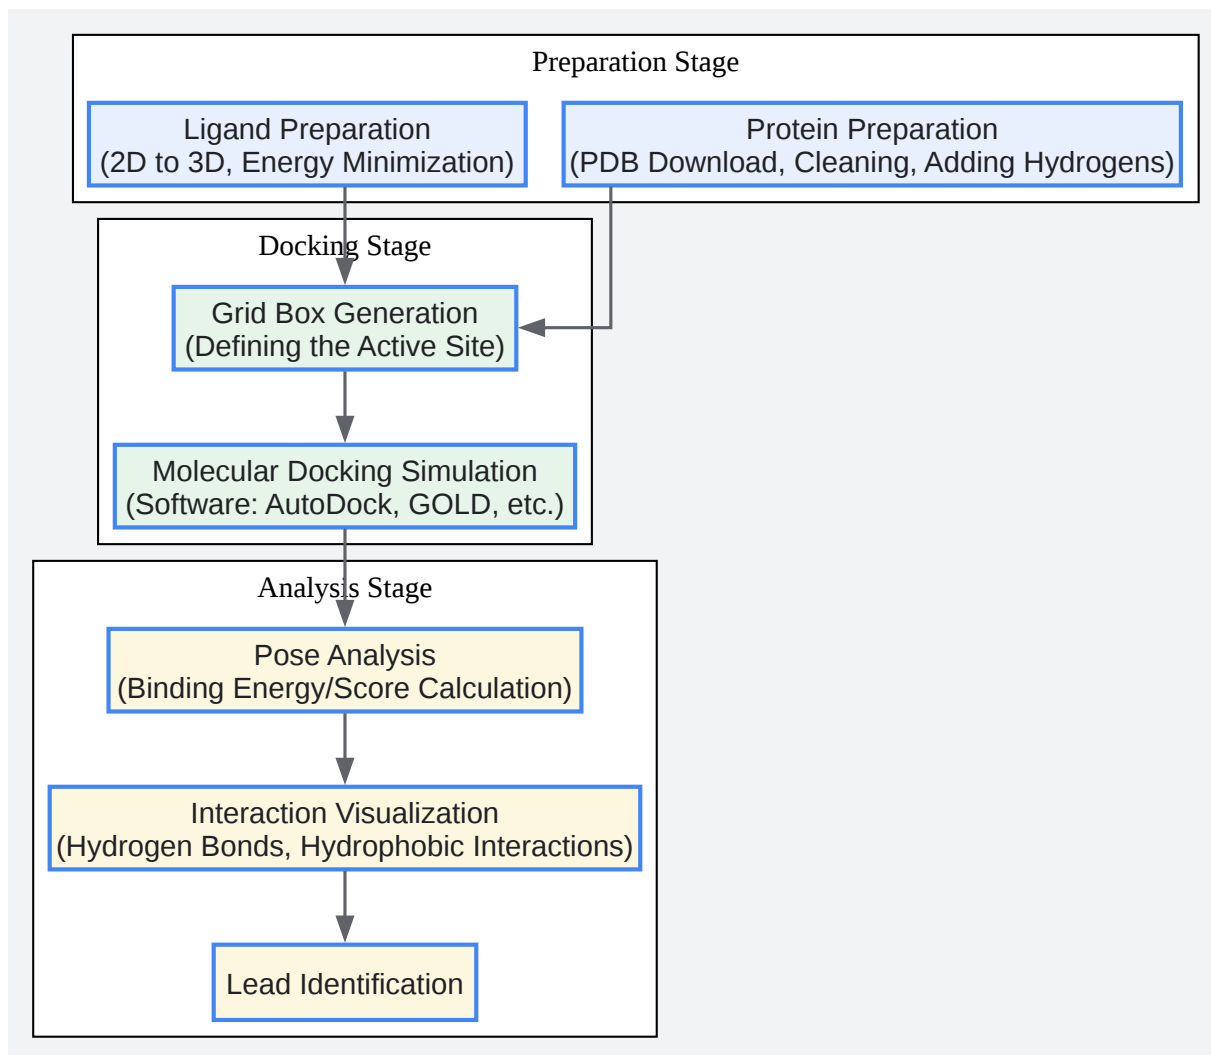 Preparation Stage
Ligand Preparation
(2D to 3D, Energy Minimization)
Protein Preparation
(PDB Download, Cleaning, Adding Hydrogens)
Docking Stage
Grid Box Generation
(Defining the Active Site)
Molecular Docking Simulation
(Software: AutoDock, GOLD, etc.)
Analysis Stage
Pose Analysis
(Binding Energy/Score Calculation)
Interaction Visualization
(Hydrogen Bonds, Hydrophobic Interactions)
Lead Identification